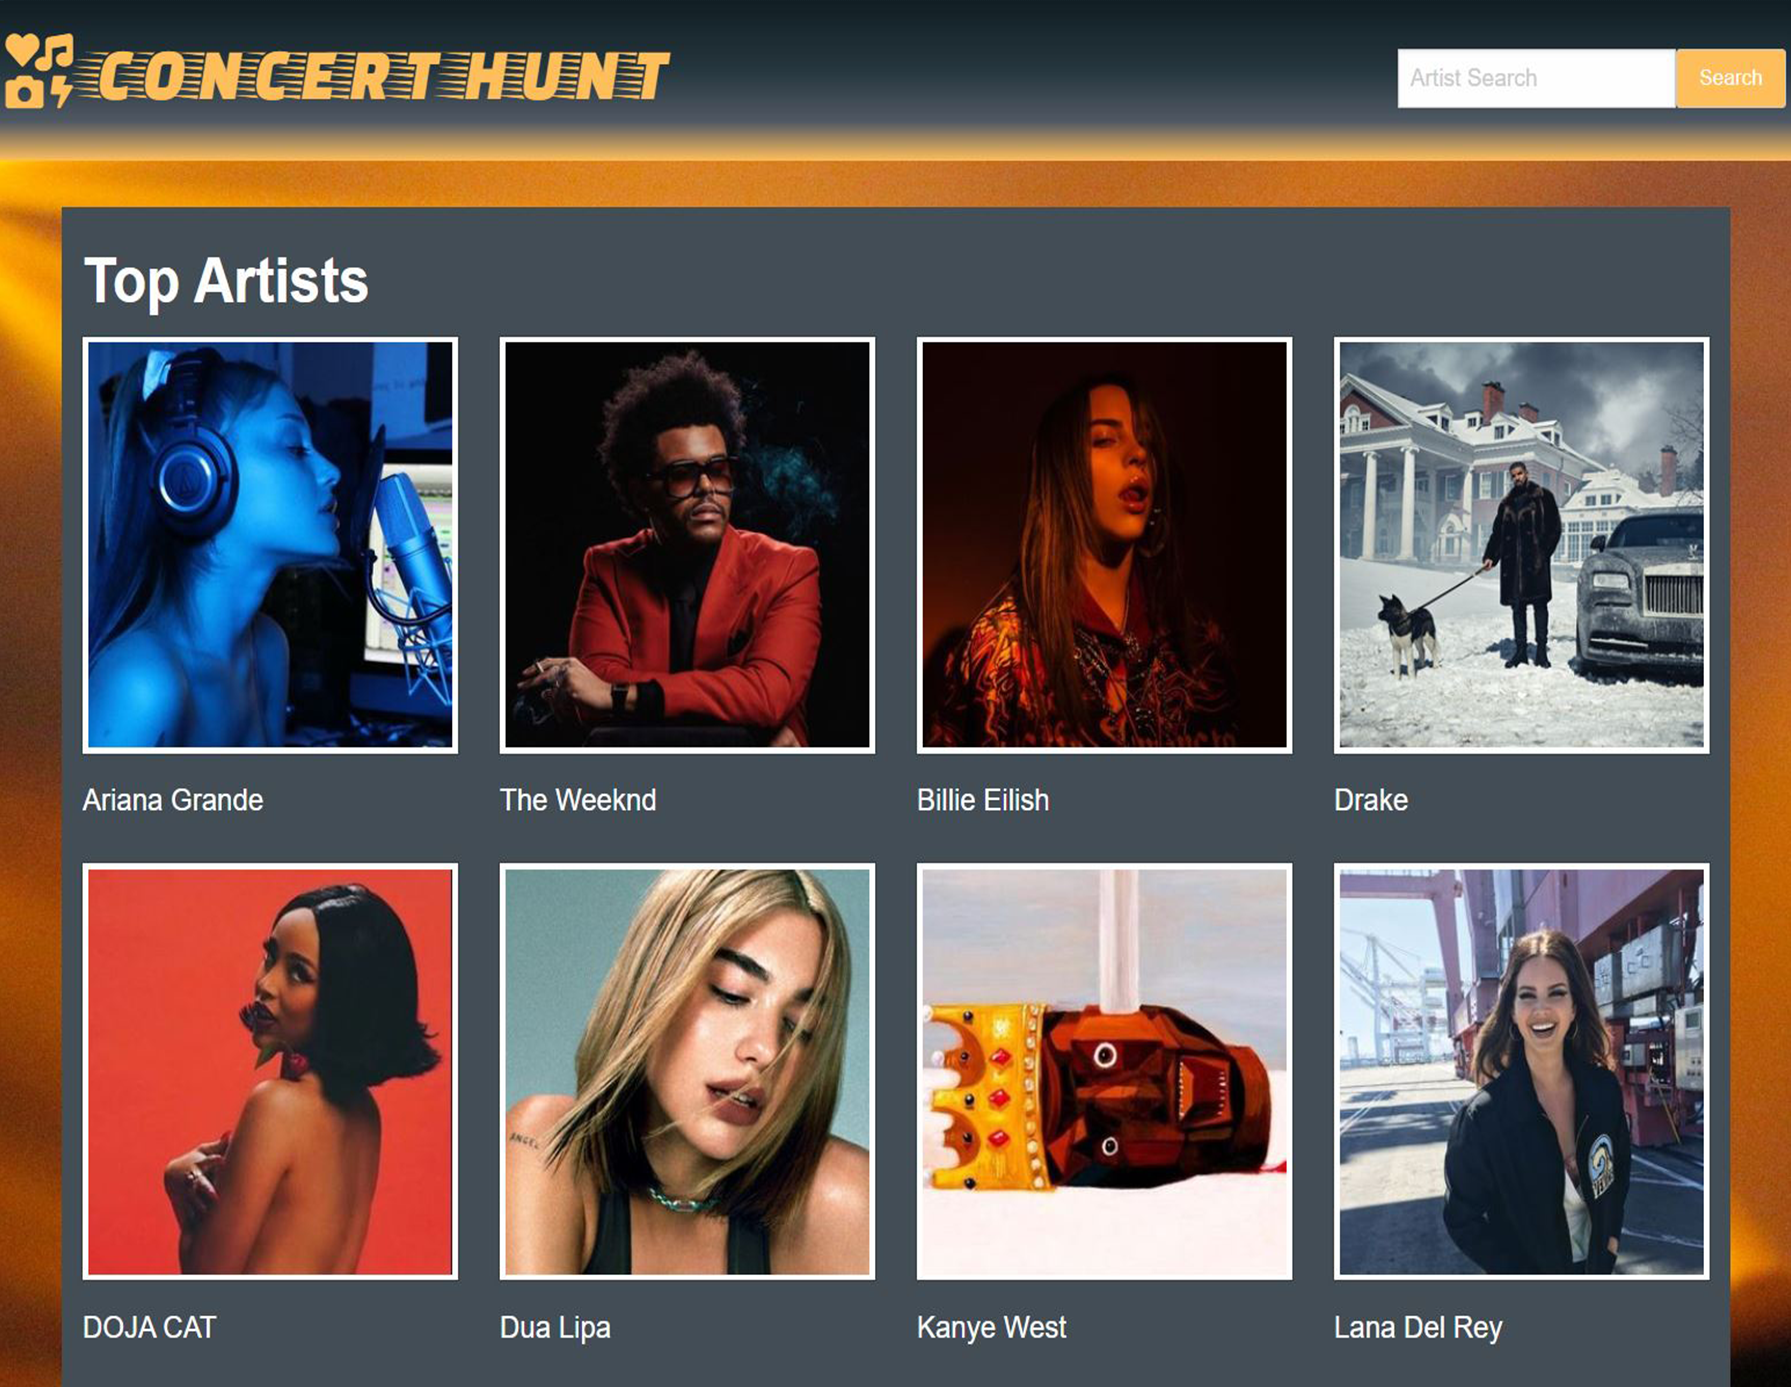 CONCERT HUNT
Artist Search
Search
Top Artists
Ariana Grande
The Weeknd
Billie Eilish
Drake
ANGEL
DOJA CAT
Dua Lipa
Kanye West
Lana Del Rey